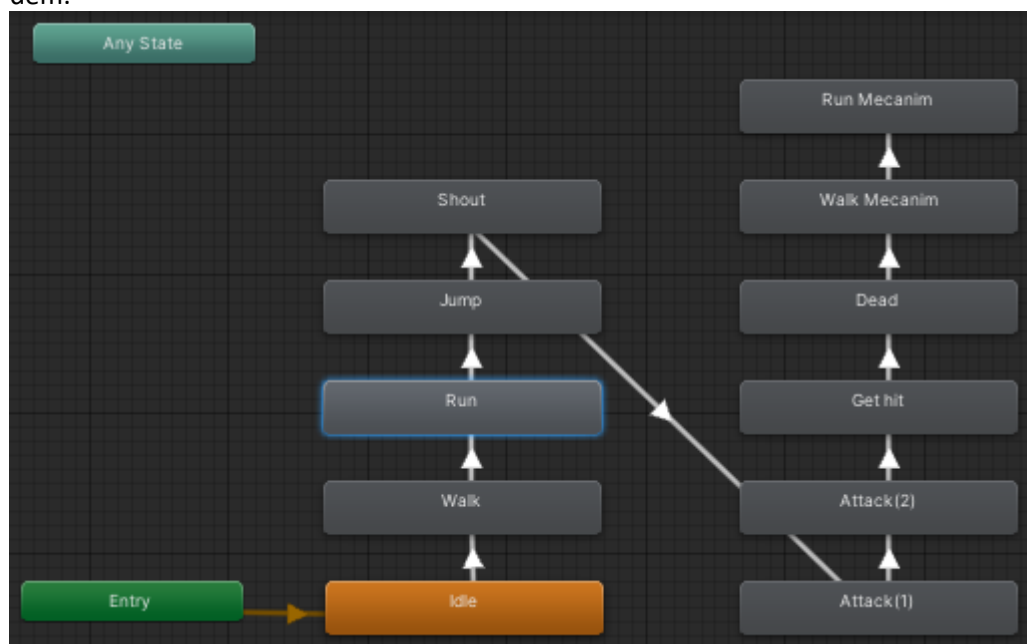 Any State
Run Mecanim
Shout
Walk Mecanim
Jump
Dead
Run
Get hit
Walk
Attack(2)
Entry
Idle
Attack(1)